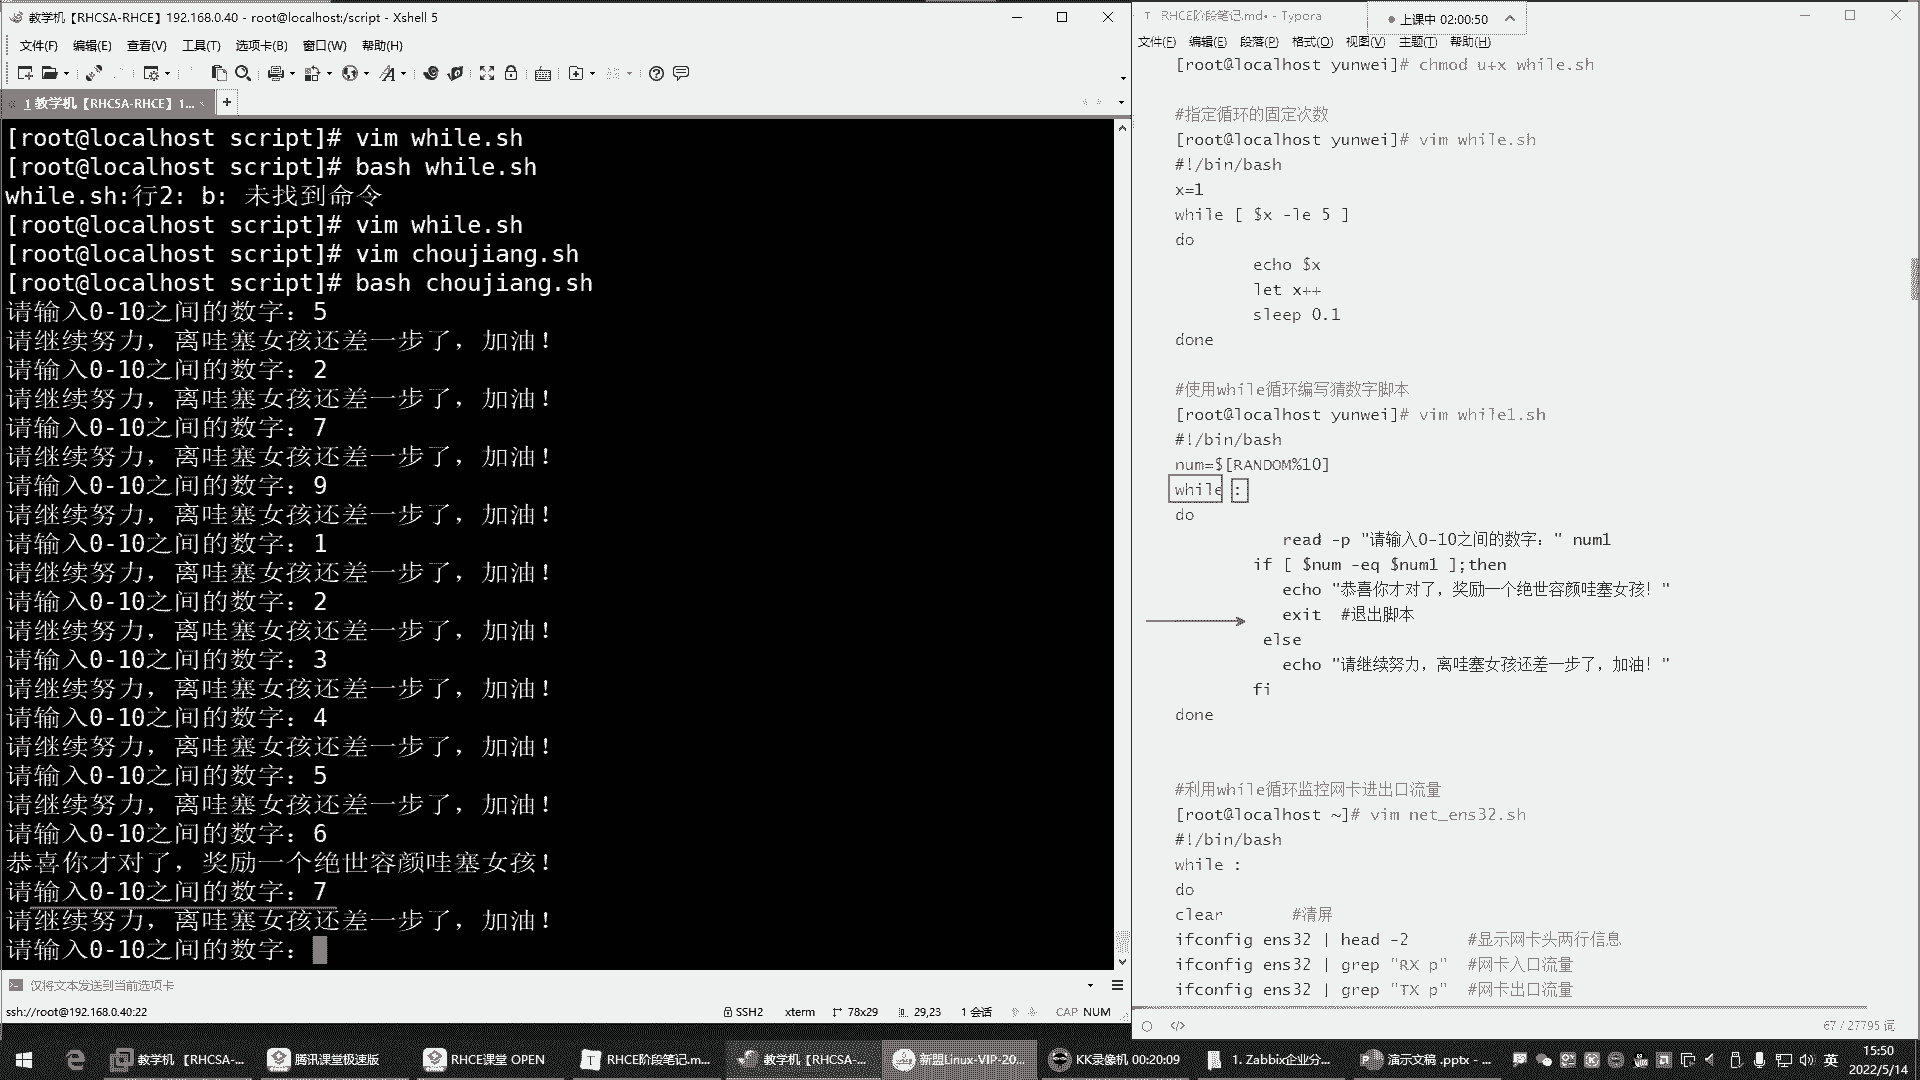 教学机【RHCSA-RHCE】192.168.0.40 - root@localhost:/script - Xshell 5
文件(F) 编辑(E) 查看(V) 工具(T) 选项卡(B) 窗口(W) 帮助(H)
1 教学机【RHCSA-RHCE】1...
[root@localhost script]# vim while.sh
[root@localhost script]# bash while.sh
while.sh:行2: b: 未找到命令
[root@localhost script]# vim while.sh
[root@localhost script]# vim choujiang.sh
[root@localhost script]# bash choujiang.sh
请输入0-10之间的数字：5
请继续努力，离哇塞女孩还差一步了，加油！
请输入0-10之间的数字：2
请继续努力，离哇塞女孩还差一步了，加油！
请输入0-10之间的数字：7
请继续努力，离哇塞女孩还差一步了，加油！
请输入0-10之间的数字：9
请继续努力，离哇塞女孩还差一步了，加油！
请输入0-10之间的数字：1
请继续努力，离哇塞女孩还差一步了，加油！
请输入0-10之间的数字：2
请继续努力，离哇塞女孩还差一步了，加油！
请输入0-10之间的数字：3
请继续努力，离哇塞女孩还差一步了，加油！
请输入0-10之间的数字：4
请继续努力，离哇塞女孩还差一步了，加油！
请输入0-10之间的数字：5
请继续努力，离哇塞女孩还差一步了，加油！
请输入0-10之间的数字：6
恭喜你才对了，奖励一个绝世容颜哇塞女孩！
请输入0-10之间的数字：7
请继续努力，离哇塞女孩还差一步了，加油！
请输入0-10之间的数字：
仅将文本发送到当前选项卡
ssh://root@192.168.0.40:22 SSH2 xterm 78x29 29,23 1 会话 CAP NUM
RHCE阶段笔记.md• - Typora
上课中 02:00:50
文件(F) 编辑(E) 段落(P) 格式(O) 视图(V) 主题(T) 帮助(H)
[root@localhost yunwei]# chmod u+x while.sh
#指定循环的固定次数
[root@localhost yunwei]# vim while.sh
#!/bin/bash
x=1
while [ $x -le 5 ]
do
echo $x
let x++
sleep 0.1
done
#使用while循环编写猜数字脚本
[root@localhost yunwei]# vim while1.sh
#!/bin/bash
num=$[RANDOM%10]
while :
do
read -p "请输入0-10之间的数字：" num1
if [ $num -eq $num1 ];then
echo "恭喜你才对了，奖励一个绝世容颜哇塞女孩！"
exit #退出脚本
else
echo "请继续努力，离哇塞女孩还差一步了，加油！"
fi
done
#利用while循环监控网卡进出口流量
[root@localhost ~]# vim net_ens32.sh
#!/bin/bash
while :
do
clear #清屏
ifconfig ens32 | head -2 #显示网卡头两行信息
ifconfig ens32 | grep "RX p" #网卡入口流量
ifconfig ens32 | grep "TX p" #网卡出口流量
67 / 27795 词
教学机【RHCSA-... 腾讯课堂极速版 RHCE课堂 OPEN RHCE阶段笔记.m... 教学机【RHCSA-... 新盟Linux-VIP-20... KK录像机 00:20:09 1. Zabbix企业分... 演示文稿 .pptx - ... 英 15:50
2022/5/14